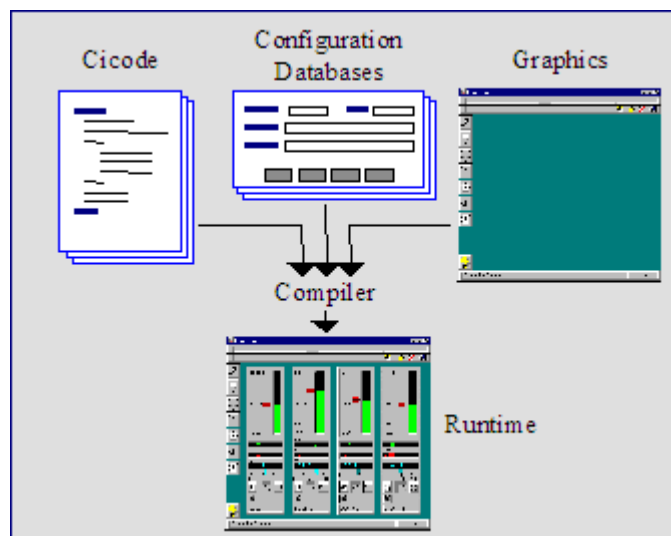 Cicode
Configuration
Databases
Graphics
Compiler
Runtime